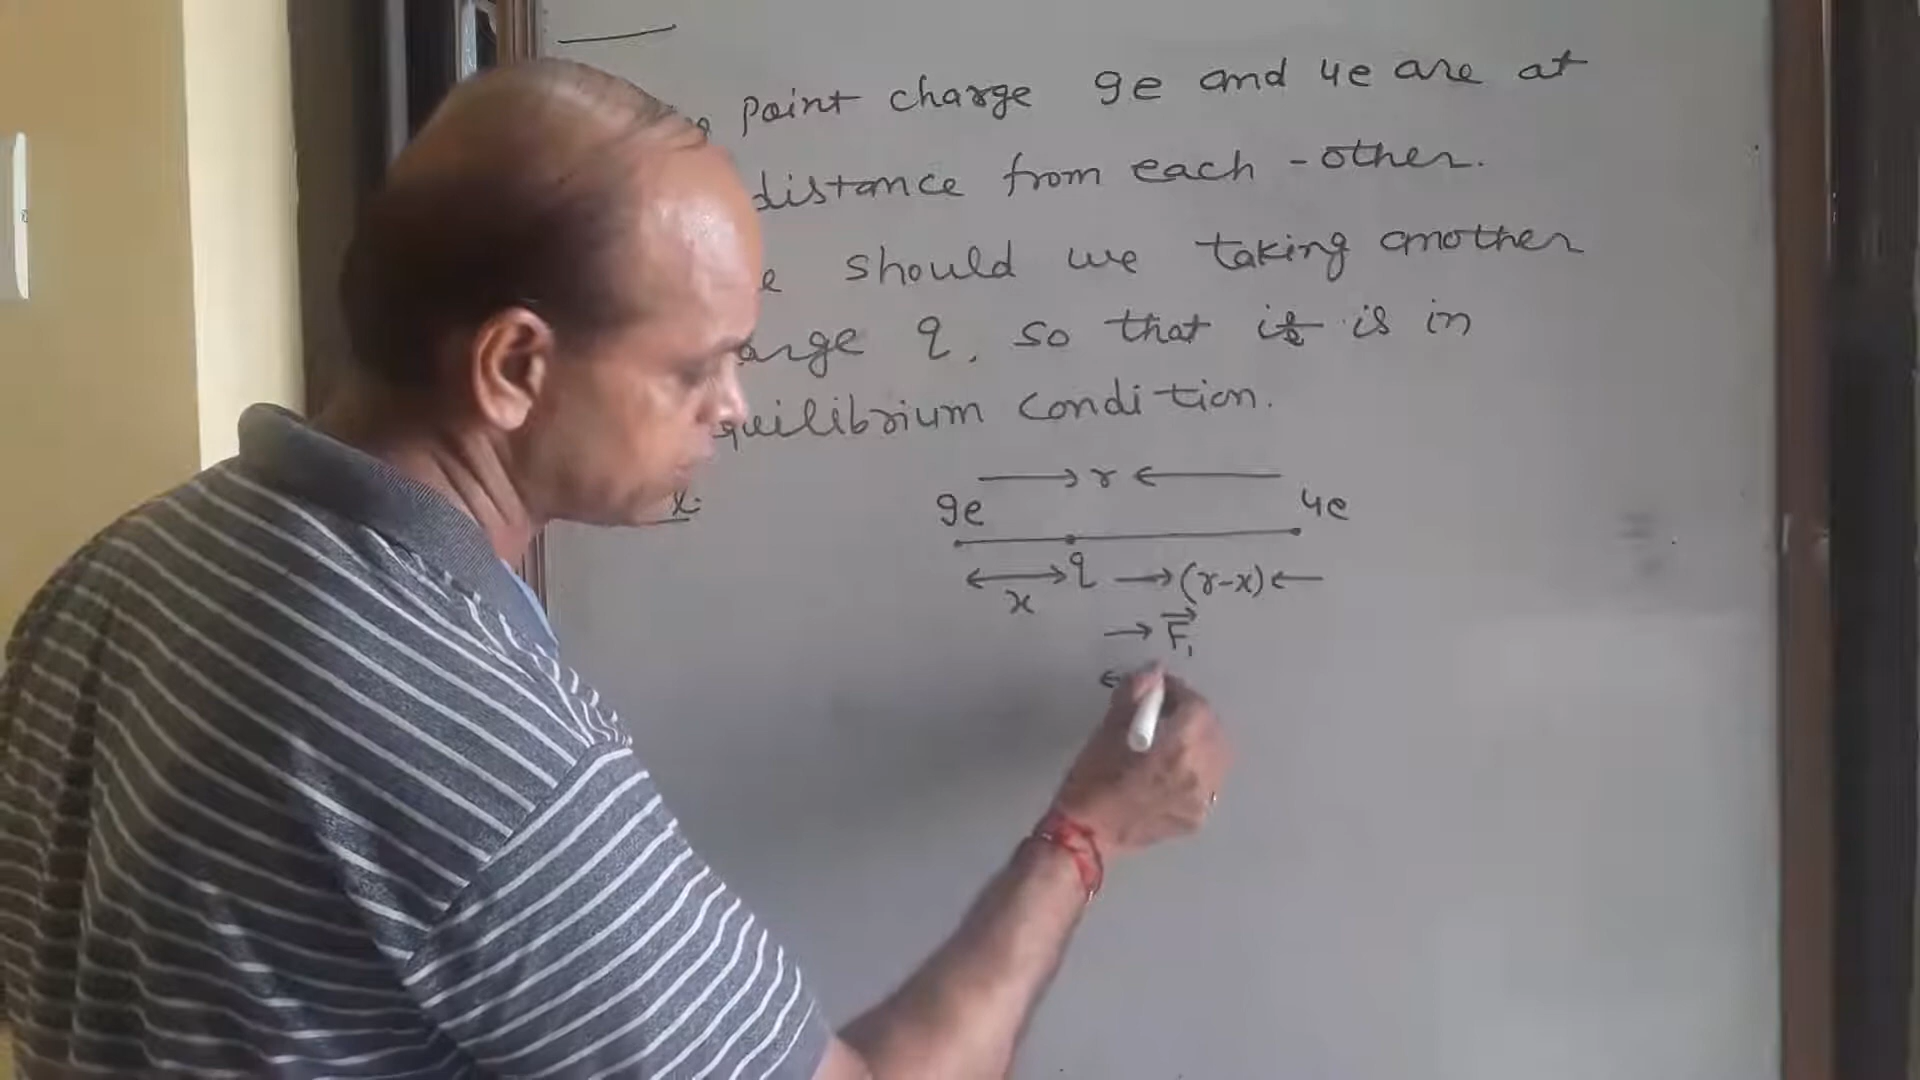 point charge 9e and 4e are at
distance from each-other.
e should we taking another
arge q, so that it is in
quilibrium condition.
→ r ←
9e 4e
q → (r-x) ←
x
→ F₁
←